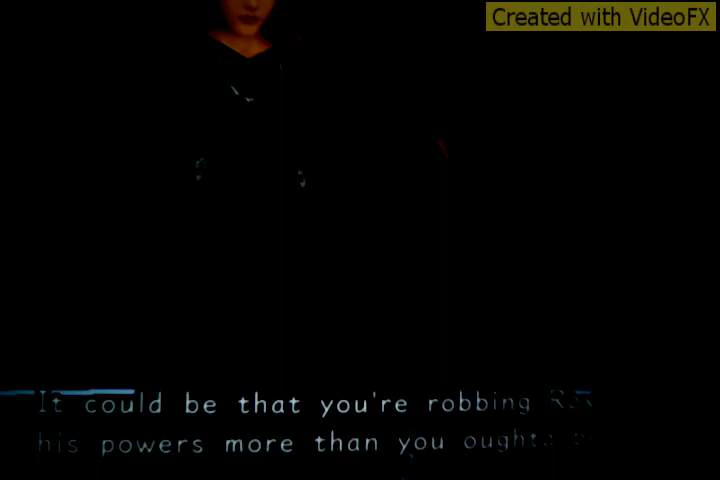 Created with VideoFX
It could be that you're robbing
his powers more than you ought